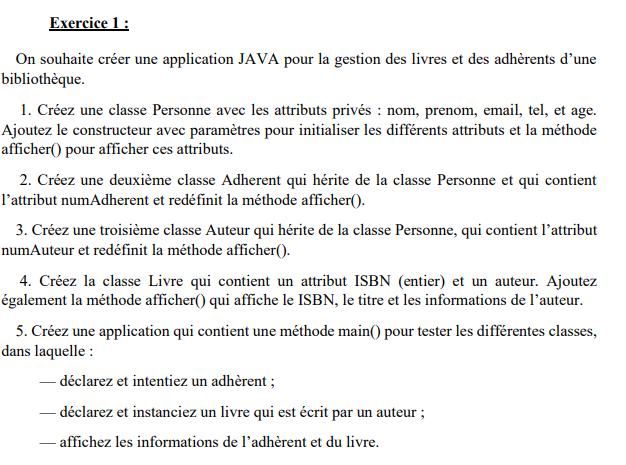 Exercice 1 :
On souhaite créer une application JAVA pour la gestion des livres et des adhèrents d’une
bibliothèque.
1. Créez une classe Personne avec les attributs privés : nom, prenom, email, tel, et age.
Ajoutez le constructeur avec paramètres pour initialiser les différents attributs et la méthode
afficher() pour afficher ces attributs.
2. Créez une deuxième classe Adherent qui hérite de la classe Personne et qui contient
l’attribut numAdherent et redéfinit la méthode afficher().
3. Créez une troisième classe Auteur qui hérite de la classe Personne, qui contient l’attribut
numAuteur et redéfinit la méthode afficher().
4. Créez la classe Livre qui contient un attribut ISBN (entier) et un auteur. Ajoutez
également la méthode afficher() qui affiche le ISBN, le titre et les informations de l’auteur.
5. Créez une application qui contient une méthode main() pour tester les différentes classes,
dans laquelle :
— déclarez et intentiez un adhèrent ;
— déclarez et instanciez un livre qui est écrit par un auteur ;
— affichez les informations de l’adhèrent et du livre.